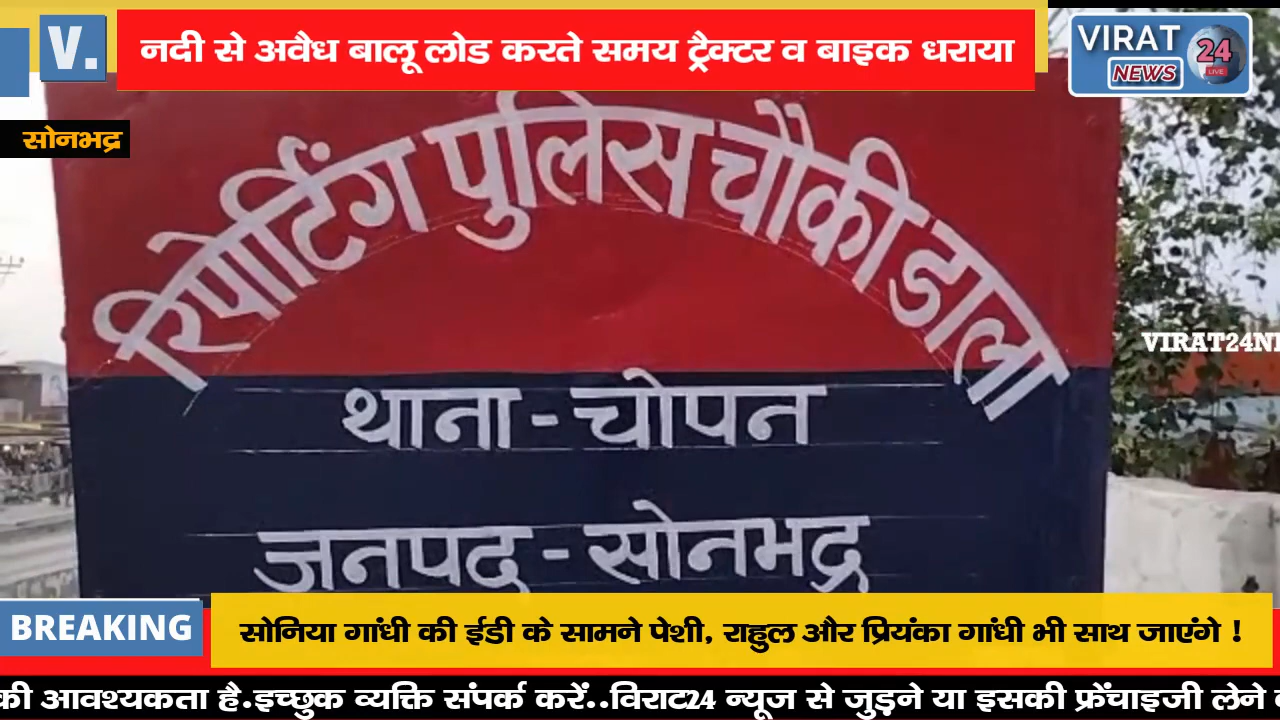 V.
नदी से अवैध बालू लोड करते समय ट्रैक्टर व बाइक धराया
VIRAT
24
LIVE
NEWS
सोनभद्र
रिपोर्टिंग पुलिस चौकी डाला
VIRAT24N
थाना - चोपन
जनपद - सोनभद्र
BREAKING
सोनिया गांधी की ईडी के सामने पेशी, राहुल और प्रियंका गांधी भी साथ जाएंगे !
की आवश्यकता है.इच्छुक व्यक्ति संपर्क करें..विराट24 न्यूज से जुड़ने या इसकी फ्रेंचाइजी लेने